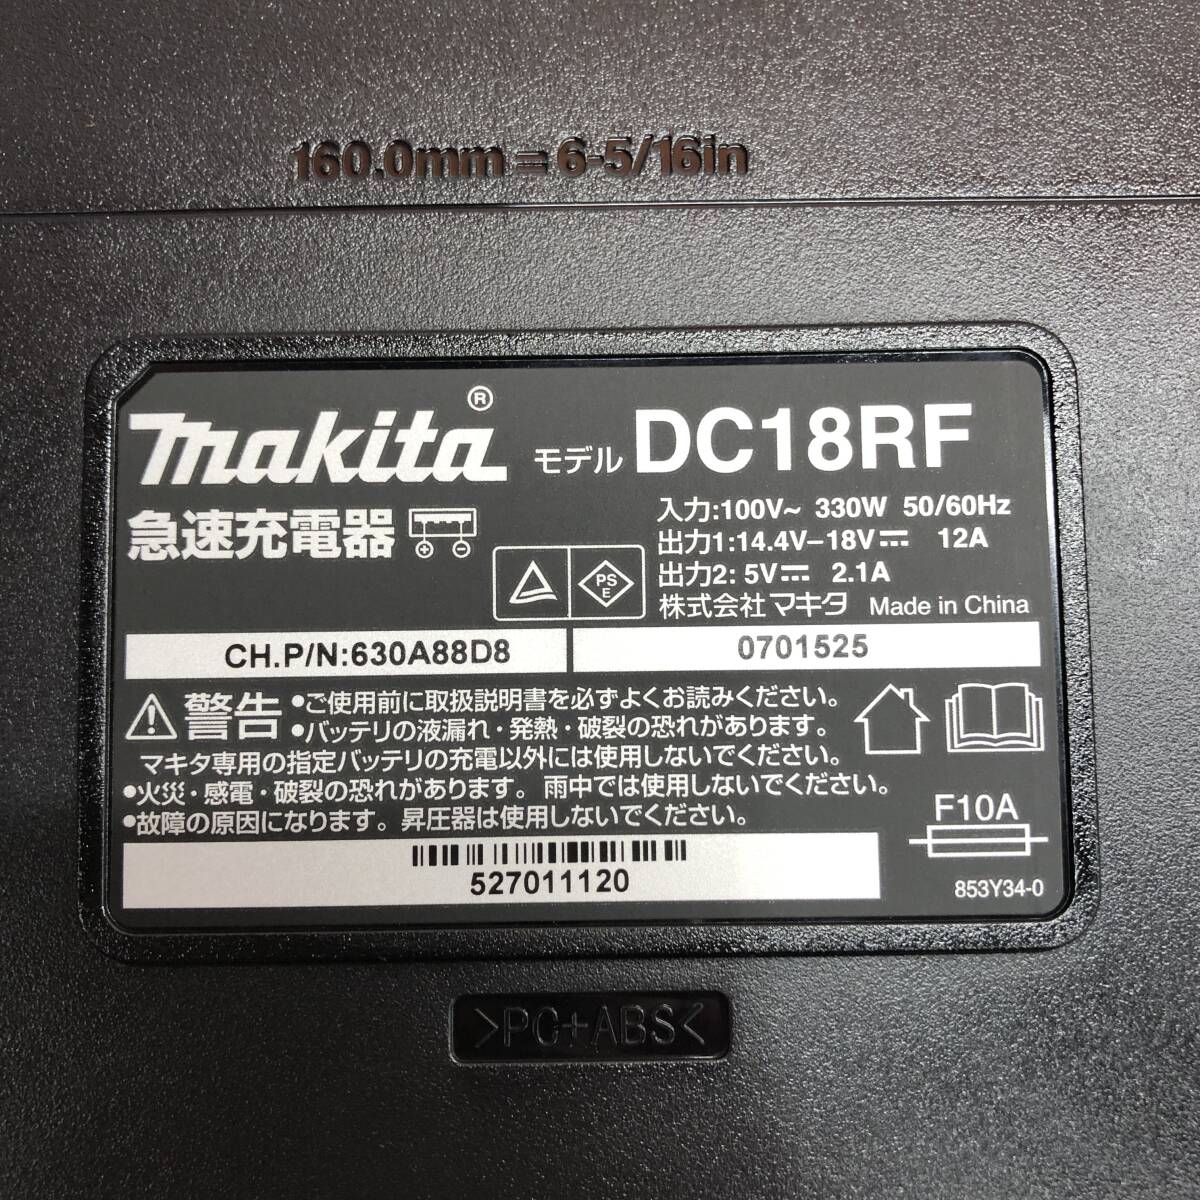 160.0mm=6-5/16in
makita® モデル DC18RF
急速充電器
入力:100V~ 330W 50/60Hz
出力1:14.4V-18V⎓ 12A
出力2: 5V⎓ 2.1A
PS
E
株式会社 マキタ Made in China
CH.P/N:630A88D8
0701525
警告
•ご使用前に取扱説明書を必ずよくお読みください。
•バッテリの液漏れ・発熱・破裂の恐れがあります。
マキタ専用の指定バッテリの充電以外には使用しないでください。
•火災・感電・破裂の恐れがあります。雨中では使用しないでください。
•故障の原因になります。昇圧器は使用しないでください。
F10A
527011120
853Y34-0
>PC+ABS<